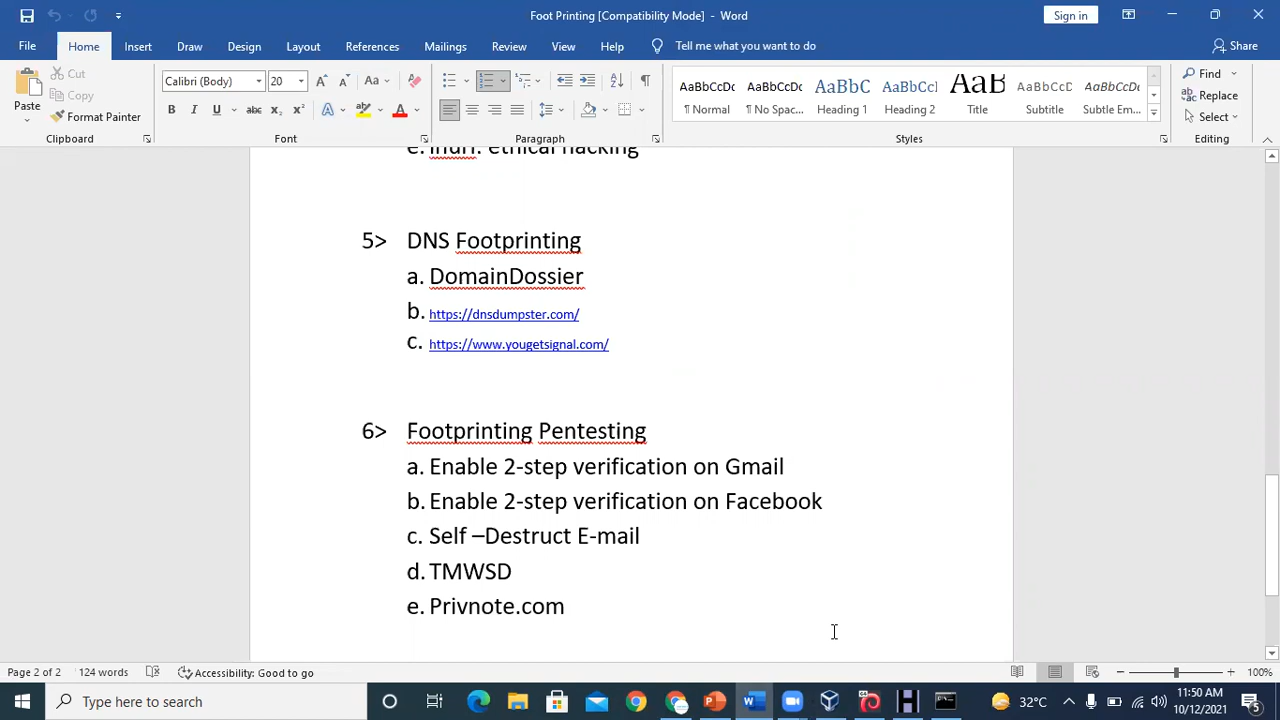 Foot Printing [Compatibility Mode] - Word
Sign in
File Home Insert Draw Design Layout References Mailings Review View Help Tell me what you want to do Share
Paste
Cut
Copy
Format Painter
Clipboard
Calibri (Body) 20
Font
Paragraph
AaBbCcDc AaBbCcDc AaBbC AaBbCcl AaB AaBbCcD AaBbCcDc
¶ Normal ¶ No Spac... Heading 1 Heading 2 Title Subtitle Subtle Em...
Styles
Find
Replace
Select
Editing
e. Inurl: ethical hacking
5> DNS Footprinting
a. DomainDossier
b. https://dnsdumpster.com/
c. https://www.yougetsignal.com/
6> Footprinting Pentesting
a. Enable 2-step verification on Gmail
b. Enable 2-step verification on Facebook
c. Self –Destruct E-mail
d. TMWSD
e. Privnote.com
Page 2 of 2 124 words Accessibility: Good to go 100%
Type here to search
32°C
ENG
11:50 AM
10/12/2021